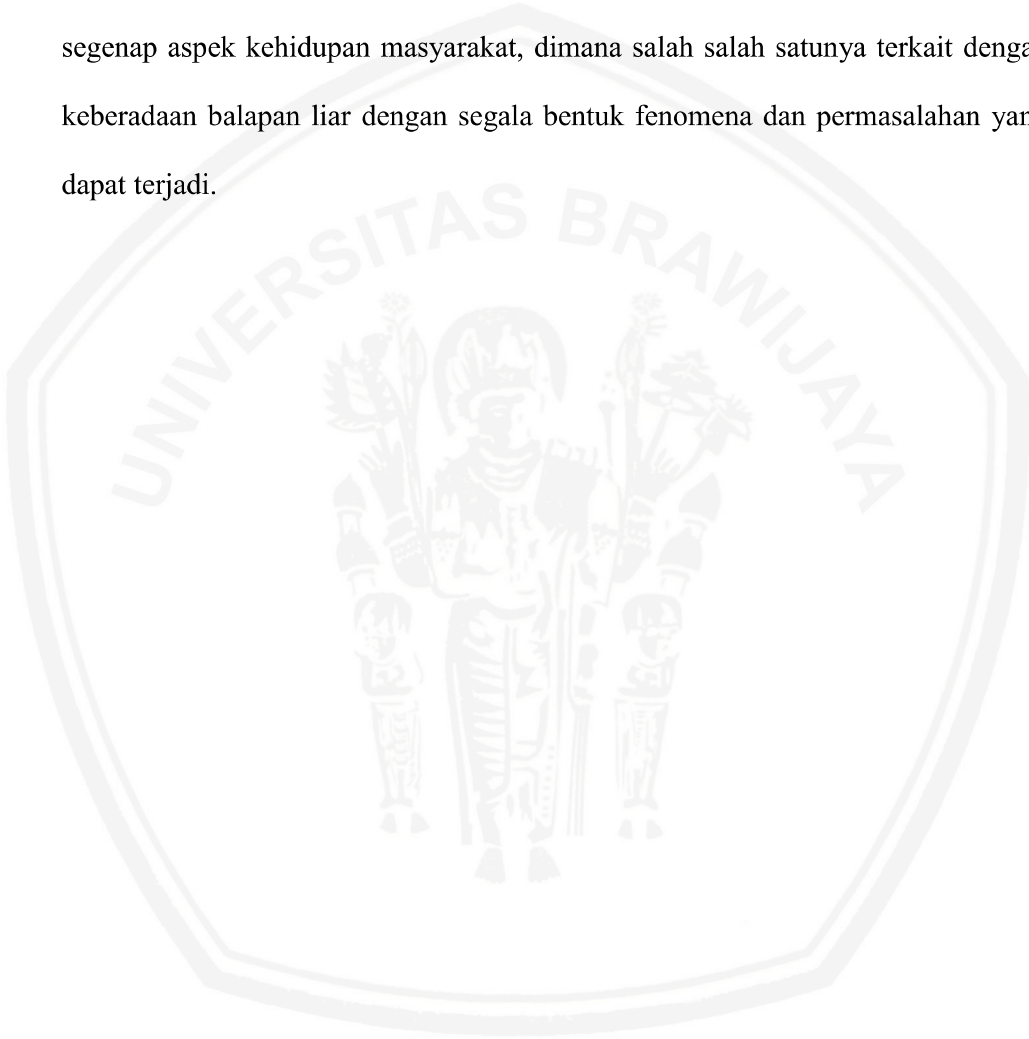 segenap aspek kehidupan masyarakat, dimana salah salah satunya terkait denga
keberadaan balapan liar dengan segala bentuk fenomena dan permasalahan yan
dapat terjadi.
UNIVERSITAS BRAWIJAYA